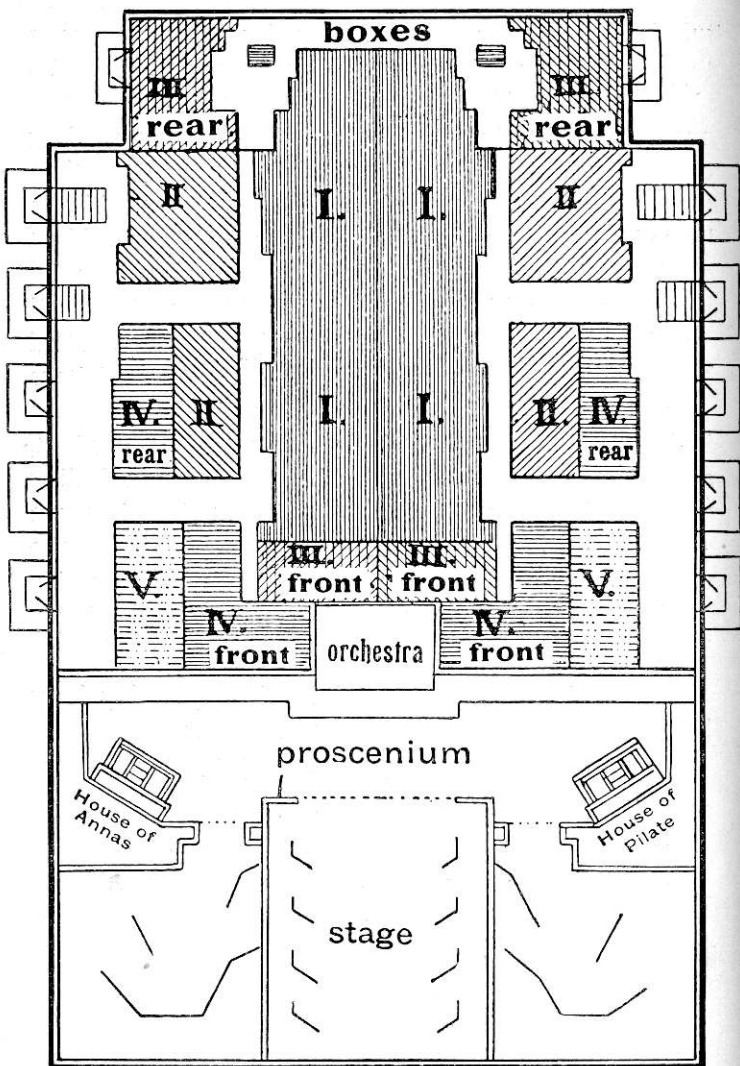 boxes
III. III.
rear rear
II II
I. I.
IV. II I. I. II. IV.
rear rear
III. III.
front front
V. V.
IV. IV.
front orchestra front
proscenium
House of
Annas
House of
Pilate
stage